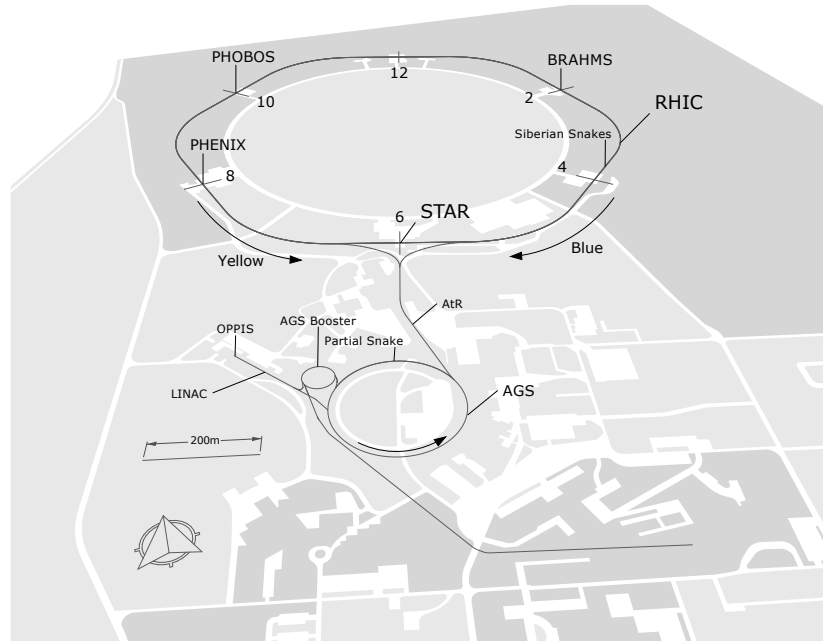 PHOBOS
12
BRAHMS
10
2
RHIC
Siberian Snakes
PHENIX
8
4
6
STAR
Yellow
Blue
AtR
OPPIS
AGS Booster
Partial Snake
LINAC
AGS
200m